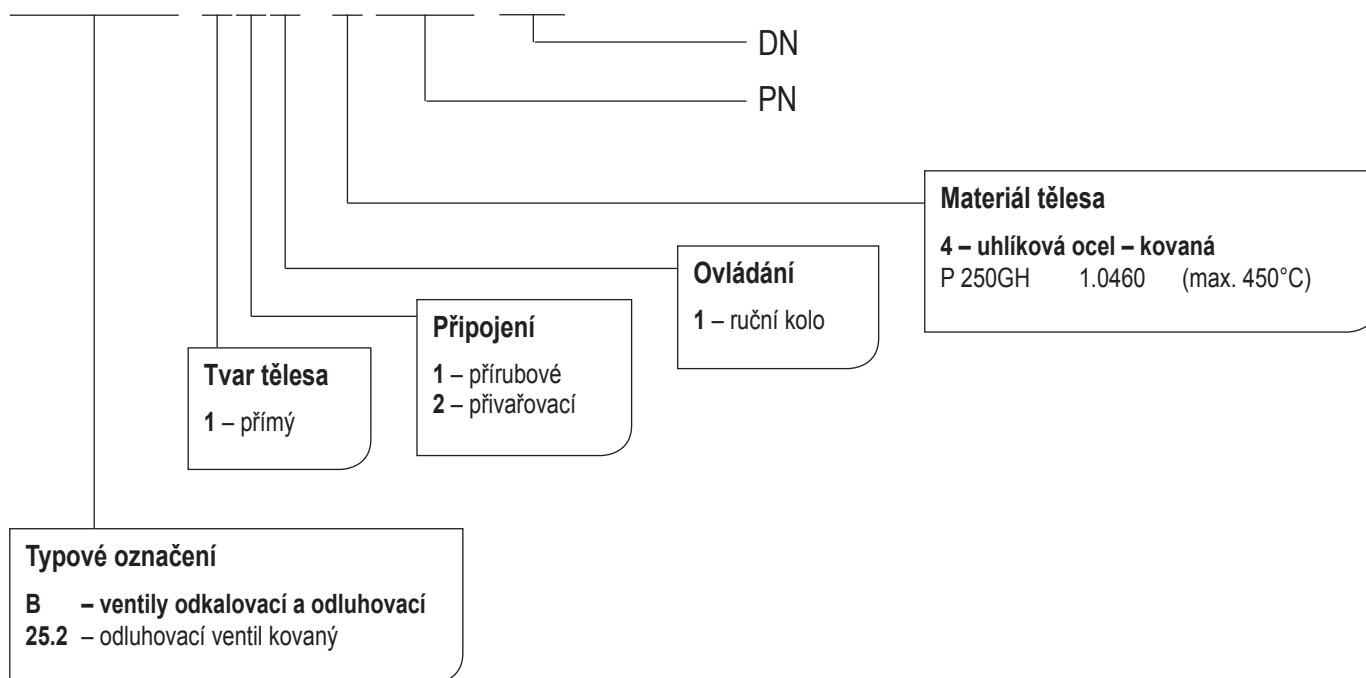 DN
PN
Materiál tělesa
4 – uhlíková ocel – kovaná
P 250GH 1.0460 (max. 450°C)
Ovládání
1 – ruční kolo
Připojení
1 – přírubové
2 – přivařovací
Tvar tělesa
1 – přímý
Typové označení
B – ventily odkalovací a odluhovací
25.2 – odluhovací ventil kovaný